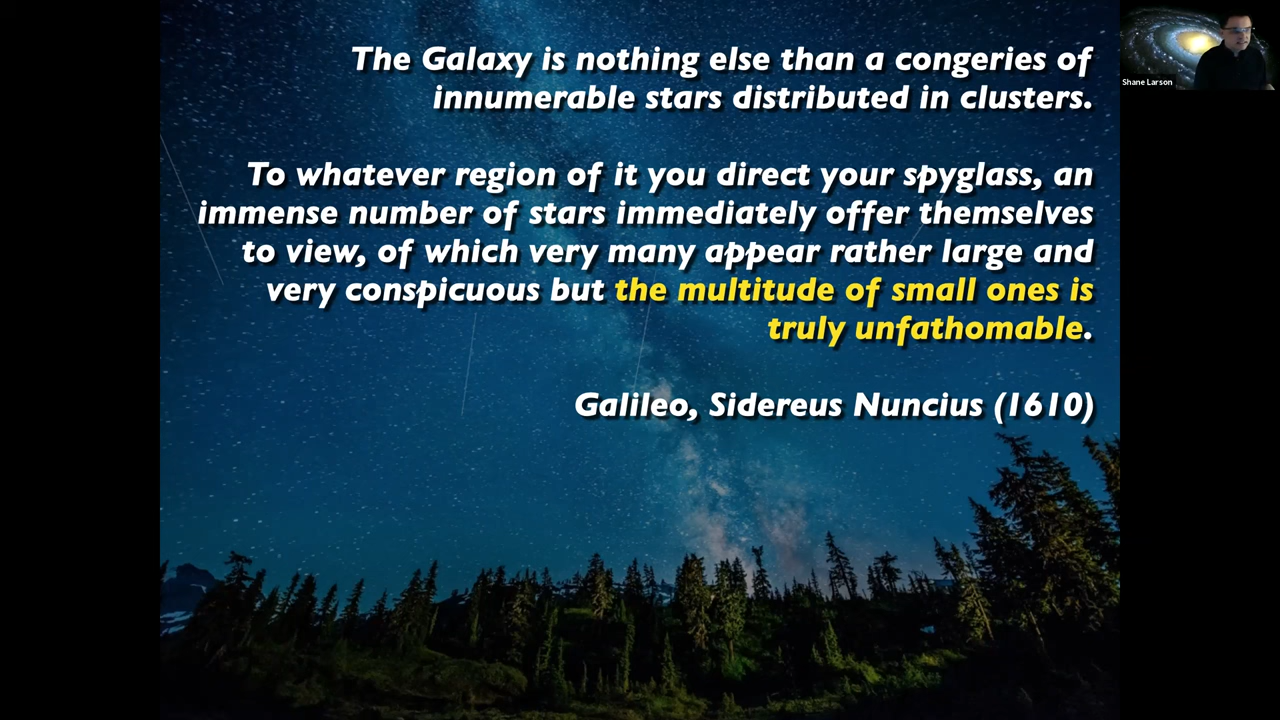 The Galaxy is nothing else than a congeries of
innumerable stars distributed in clusters.
To whatever region of it you direct your spyglass, an
immense number of stars immediately offer themselves
to view, of which very many appear rather large and
very conspicuous but the multitude of small ones is
truly unfathomable.
Galileo, Sidereus Nuncius (1610)
Shane Larson